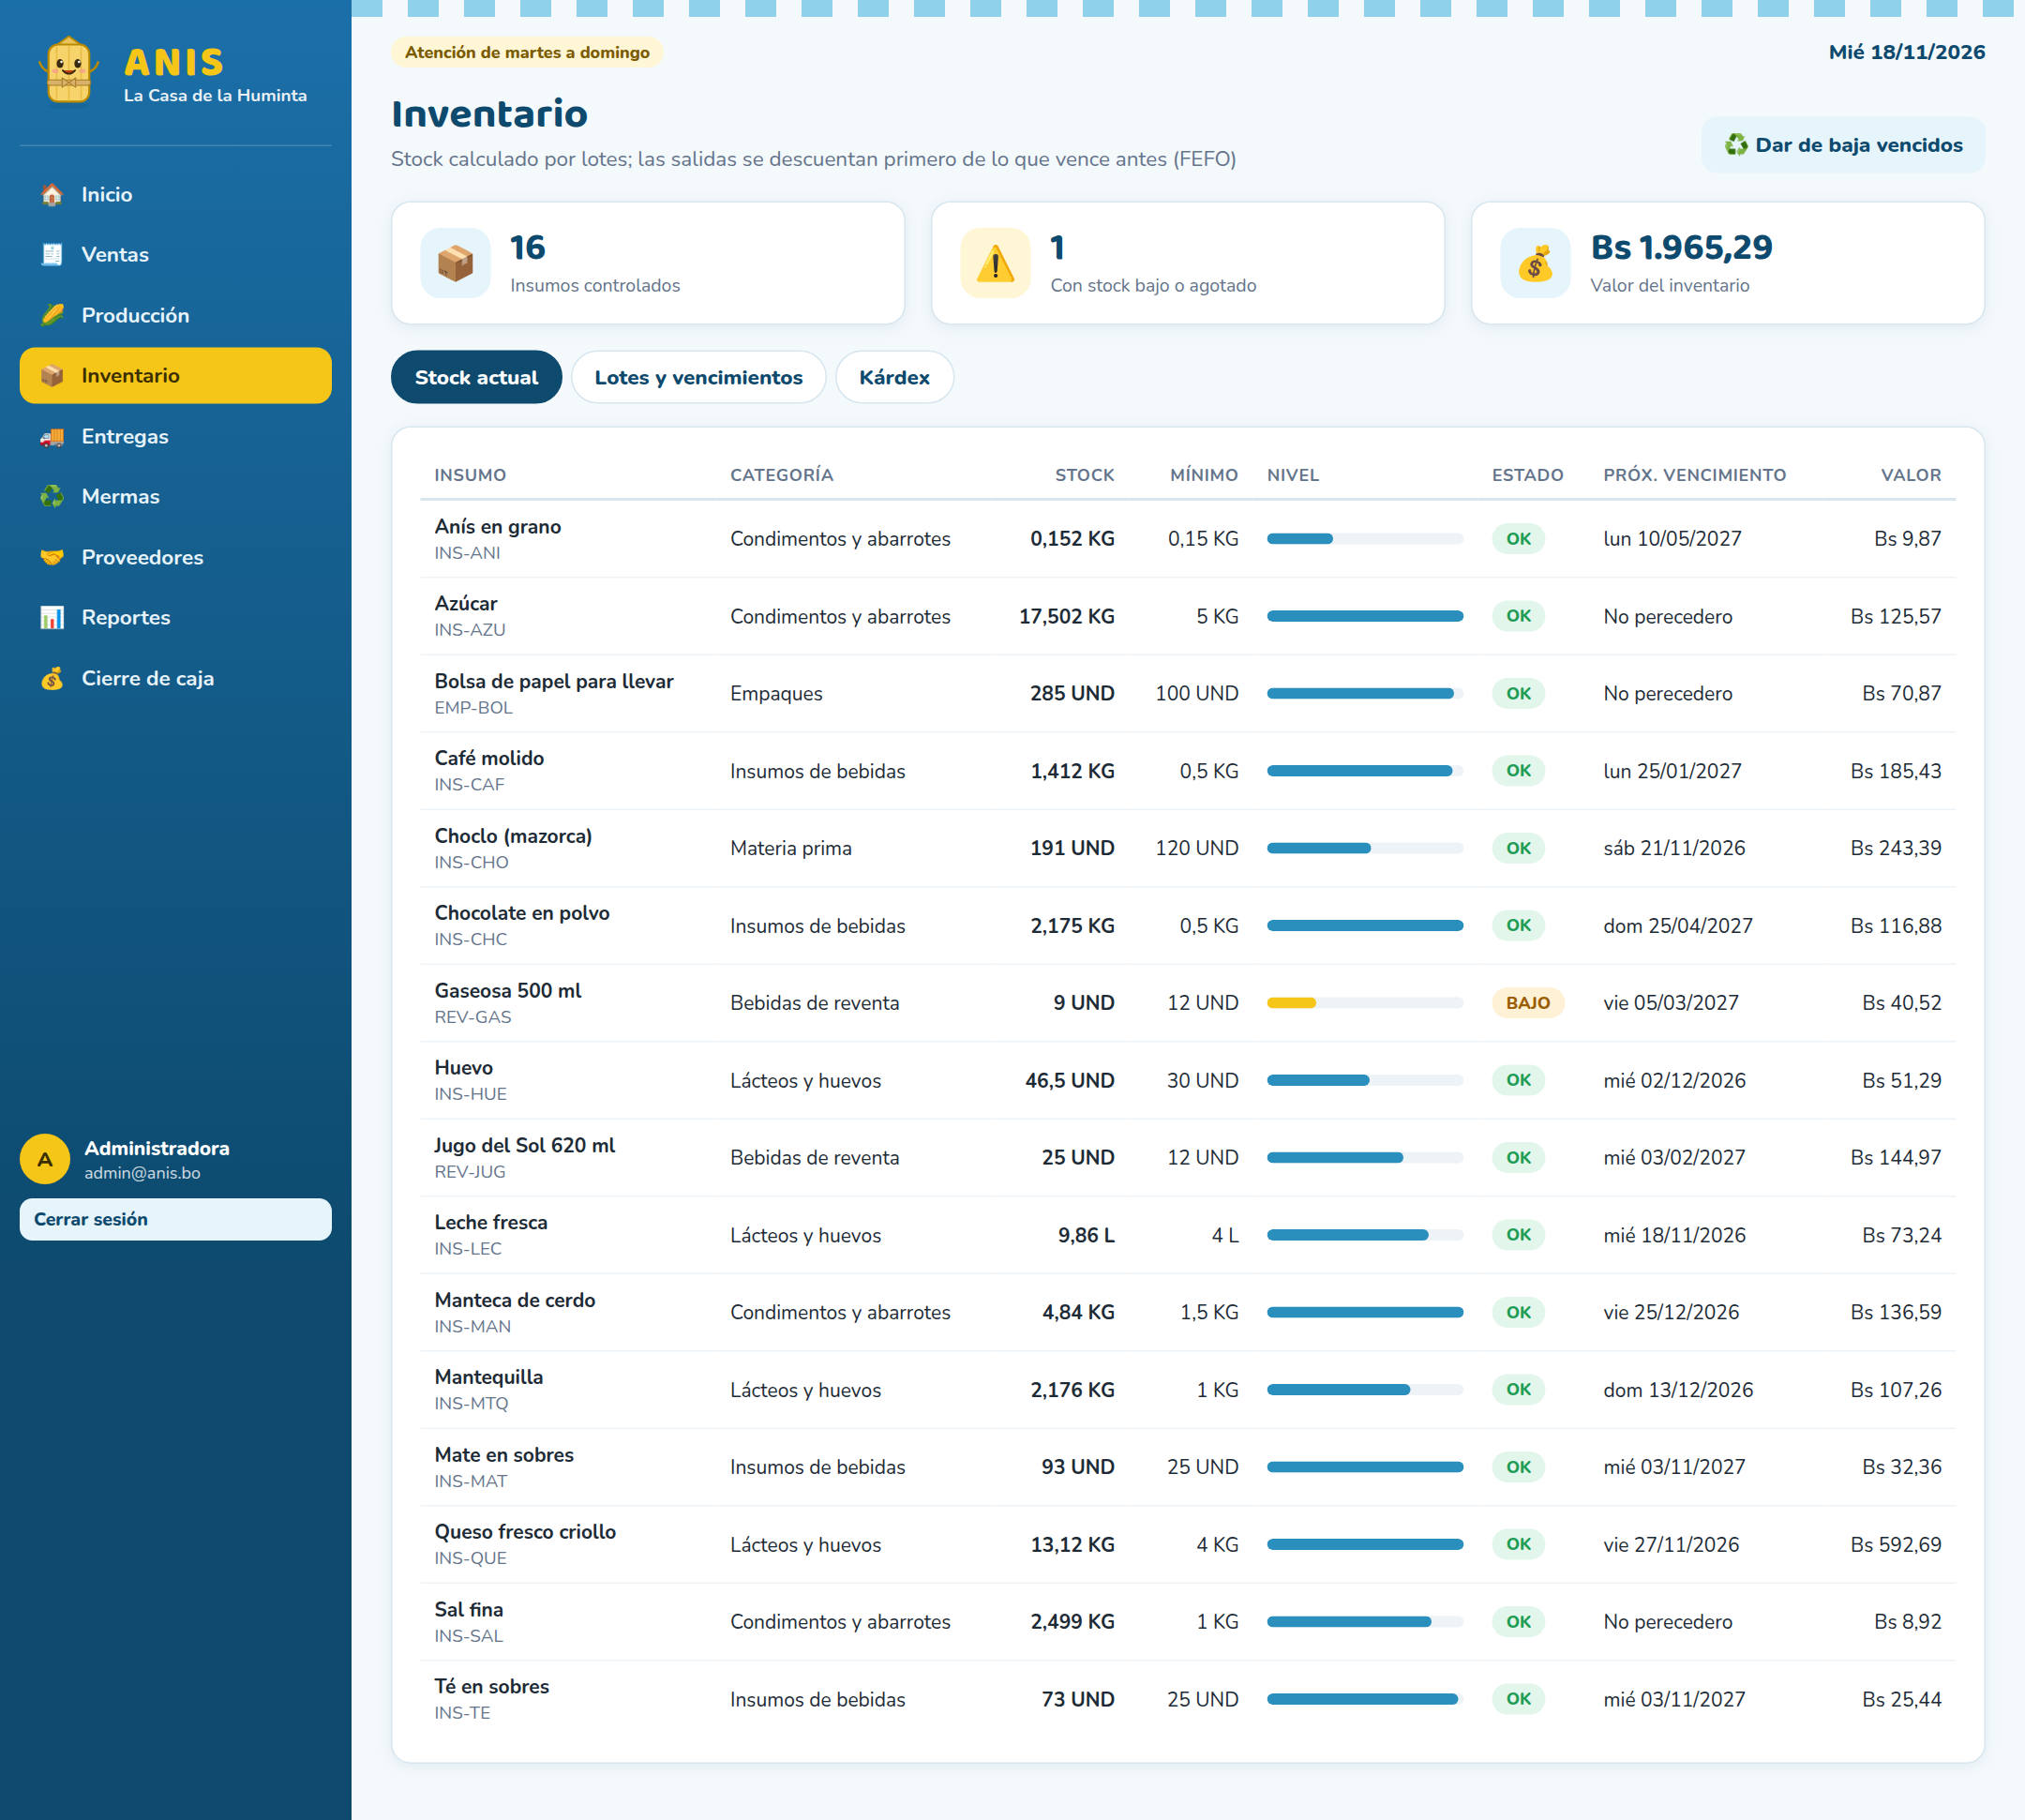 ANIS
La Casa de la Huminta
Inicio
Ventas
Producción
Inventario
Entregas
Mermas
Proveedores
Reportes
Cierre de caja
A
Administradora
admin@anis.bo
Cerrar sesión
Atención de martes a domingo
Mié 18/11/2026
Inventario
Stock calculado por lotes; las salidas se descuentan primero de lo que vence antes (FEFO)
Dar de baja vencidos
16
Insumos controlados
1
Con stock bajo o agotado
Bs 1.965,29
Valor del inventario
Stock actual
Lotes y vencimientos
Kárdex
INSUMO CATEGORÍA STOCK MÍNIMO NIVEL ESTADO PRÓX. VENCIMIENTO VALOR
Anís en grano
INS-ANI
Condimentos y abarrotes 0,152 KG 0,15 KG OK lun 10/05/2027 Bs 9,87
Azúcar
INS-AZU
Condimentos y abarrotes 17,502 KG 5 KG OK No perecedero Bs 125,57
Bolsa de papel para llevar
EMP-BOL
Empaques 285 UND 100 UND OK No perecedero Bs 70,87
Café molido
INS-CAF
Insumos de bebidas 1,412 KG 0,5 KG OK lun 25/01/2027 Bs 185,43
Choclo (mazorca)
INS-CHO
Materia prima 191 UND 120 UND OK sáb 21/11/2026 Bs 243,39
Chocolate en polvo
INS-CHC
Insumos de bebidas 2,175 KG 0,5 KG OK dom 25/04/2027 Bs 116,88
Gaseosa 500 ml
REV-GAS
Bebidas de reventa 9 UND 12 UND BAJO vie 05/03/2027 Bs 40,52
Huevo
INS-HUE
Lácteos y huevos 46,5 UND 30 UND OK mié 02/12/2026 Bs 51,29
Jugo del Sol 620 ml
REV-JUG
Bebidas de reventa 25 UND 12 UND OK mié 03/02/2027 Bs 144,97
Leche fresca
INS-LEC
Lácteos y huevos 9,86 L 4 L OK mié 18/11/2026 Bs 73,24
Manteca de cerdo
INS-MAN
Condimentos y abarrotes 4,84 KG 1,5 KG OK vie 25/12/2026 Bs 136,59
Mantequilla
INS-MTQ
Lácteos y huevos 2,176 KG 1 KG OK dom 13/12/2026 Bs 107,26
Mate en sobres
INS-MAT
Insumos de bebidas 93 UND 25 UND OK mié 03/11/2027 Bs 32,36
Queso fresco criollo
INS-QUE
Lácteos y huevos 13,12 KG 4 KG OK vie 27/11/2026 Bs 592,69
Sal fina
INS-SAL
Condimentos y abarrotes 2,499 KG 1 KG OK No perecedero Bs 8,92
Té en sobres
INS-TE
Insumos de bebidas 73 UND 25 UND OK mié 03/11/2027 Bs 25,44